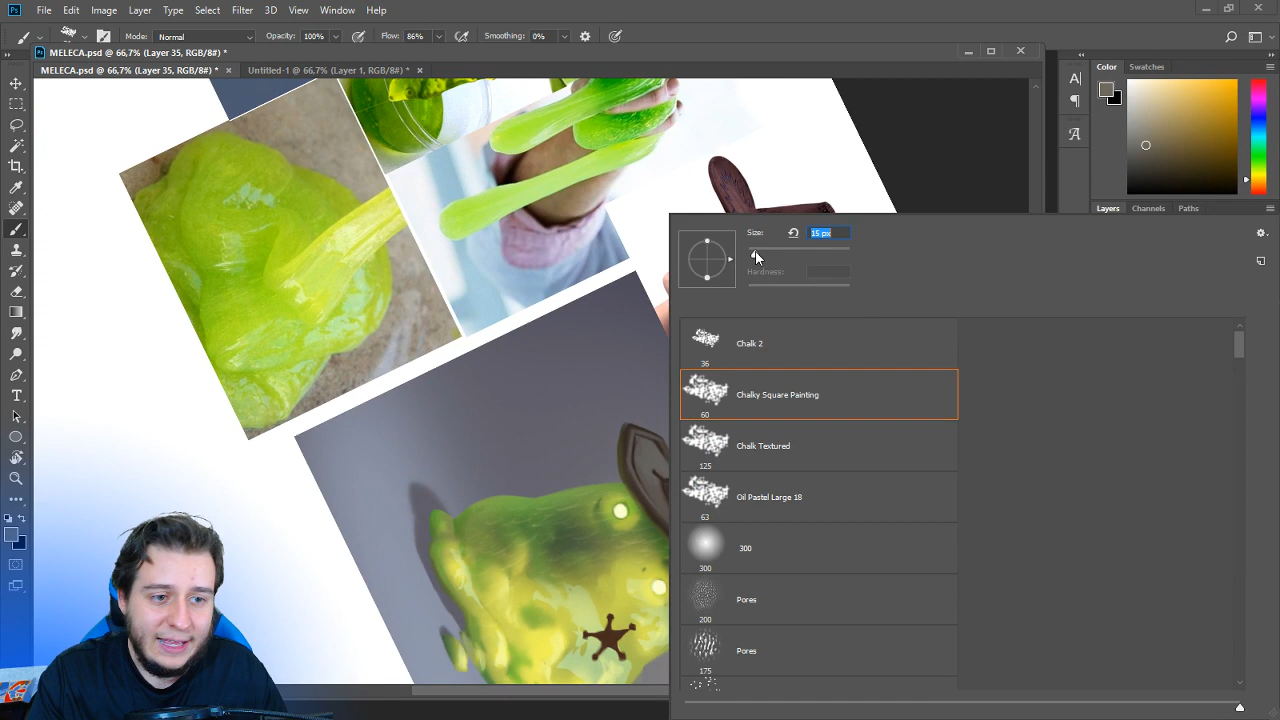 Ps File Edit Image Layer Type Select Filter 3D View Window Help
Mode: Normal Opacity: 100% Flow: 86% Smoothing: 0%
MELECA.psd @ 66,7% (Layer 35, RGB/8#) *
MELECA.psd @ 66,7% (Layer 35, RGB/8#) * × Untitled-1 @ 66,7% (Layer 1, RGB/8#) * ×
Color Swatches
Layers Channels Paths
Size: 15 px
Hardness:
Chalk 2
36
Chalky Square Painting
60
Chalk Textured
125
Oil Pastel Large 18
63
300
300
Pores
200
Pores
175